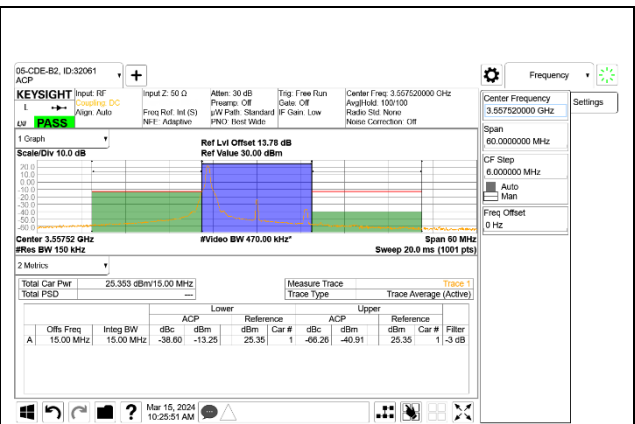 05-CDE-B2, ID:32061
ACP
Frequency
KEYSIGHT Input: RF Input Z: 50 Ω Atten: 30 dB Trig: Free Run Center Freq: 3.557520000 GHz
Coupling: DC Preamp: Off Gate: Off Avg|Hold: 100/100
L Align: Auto Freq Ref: Int (S) µW Path: Standard IF Gain: Low Radio Std: None
PASS NFE: Adaptive PNO: Best Wide Noise Correction: Off
Center Frequency
3.557520000 GHz
Settings
Span
60.0000000 MHz
CF Step
6.000000 MHz
Auto
Man
Freq Offset
0 Hz
1 Graph
Scale/Div 10.0 dB
Ref Lvl Offset 13.78 dB
Ref Value 30.00 dBm
20.0
10.0
0.00
-10.0
-20.0
-30.0
-40.0
-50.0
-60.0
Center 3.55752 GHz #Video BW 470.00 kHz* Span 60 MHz
#Res BW 150 kHz Sweep 20.0 ms (1001 pts)
2 Metrics
Total Car Pwr 25.353 dBm/15.00 MHz Measure Trace Trace 1
Total PSD --- Trace Type Trace Average (Active)
Lower Upper
ACP Reference ACP Reference
Offs Freq Integ BW dBc dBm dBm Car # dBc dBm dBm Car # Filter
A 15.00 MHz 15.00 MHz -38.60 -13.25 25.35 1 -66.26 -40.91 25.35 1 -3 dB
Mar 15, 2024
10:25:51 AM